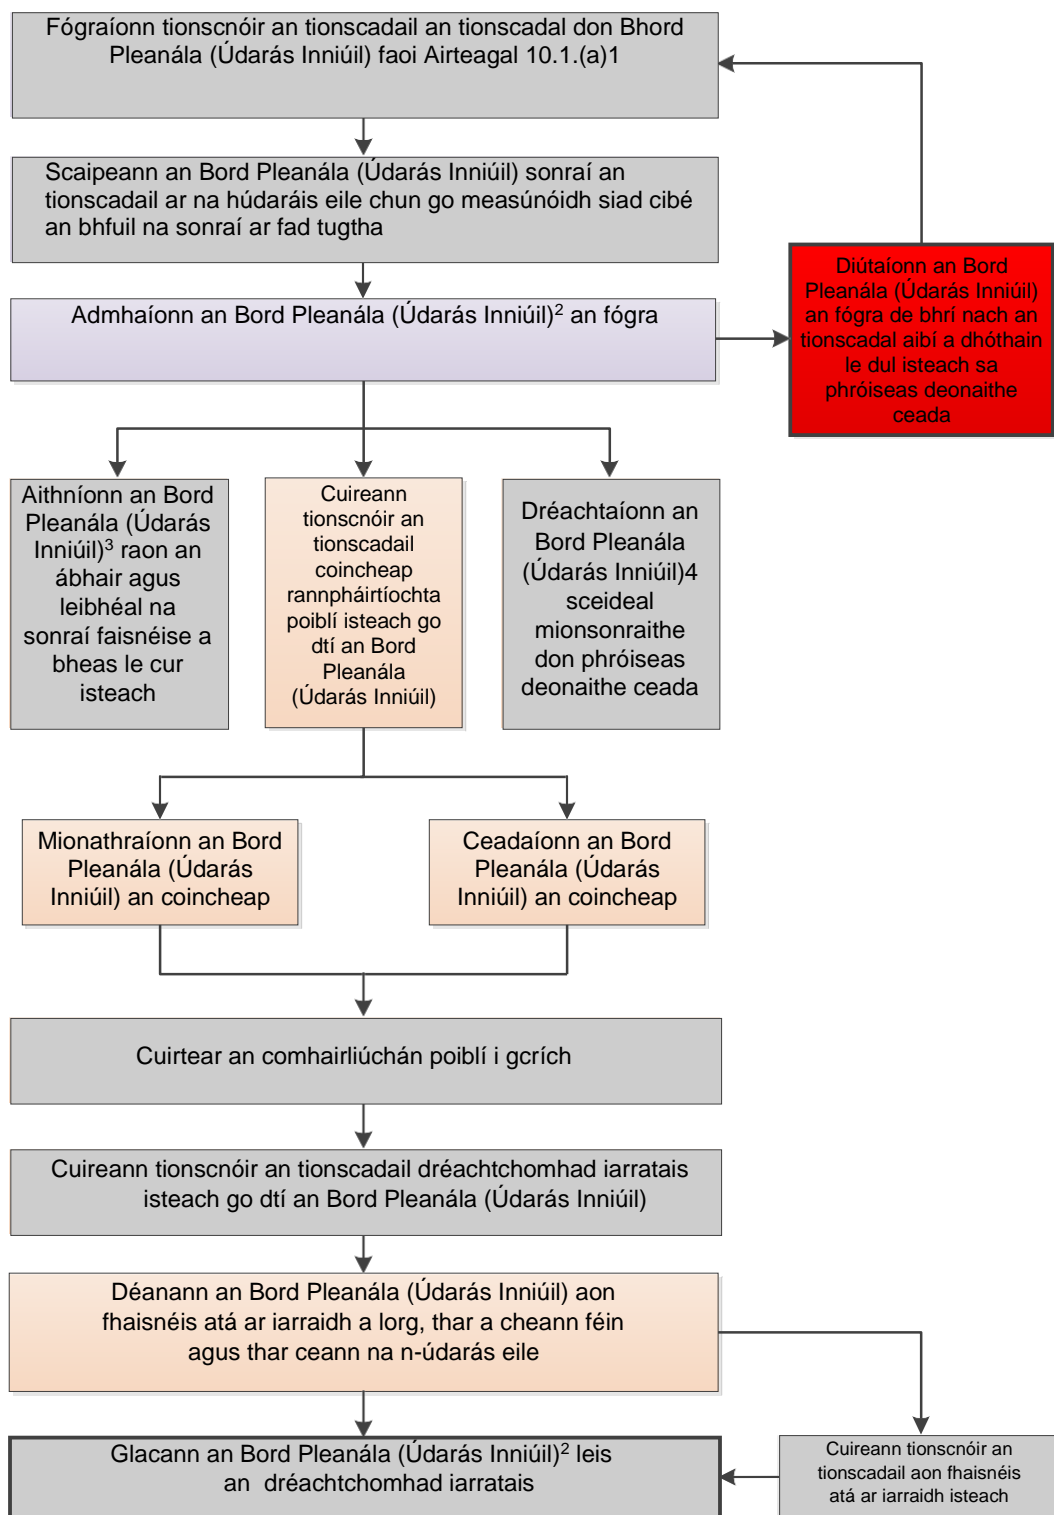 Fógraíonn tionscnóir an tionscadail an tionscadal don Bhord
Pleanála (Údarás Inniúil) faoi Airteagal 10.1.(a)1
Scaipeann an Bord Pleanála (Údarás Inniúil) sonraí an
tionscadail ar na húdaráis eile chun go measúnóidh siad cibé
an bhfuil na sonraí ar fad tugtha
Admhaíonn an Bord Pleanála (Údarás Inniúil)² an fógra
Diútaíonn an Bord
Pleanála (Údarás Inniúil)
an fógra de bhrí nach an
tionscadal aibí a dhóthain
le dul isteach sa
phróiseas deonaithe
ceada
Aithníonn an Bord
Pleanála (Údarás
Inniúil)³ raon an
ábhair agus
leibhéal na
sonraí faisnéise a
bheas le cur
isteach
Cuireann
tionscnóir an
tionscadail
coincheap
rannpháirtíochta
poiblí isteach go
dtí an Bord
Pleanála
(Údarás Inniúil)
Dréachtaíonn an
Bord Pleanála
(Údarás Inniúil)4
sceideal
mionsonraithe
don phróiseas
deonaithe ceada
Mionathraíonn an Bord
Pleanála (Údarás
Inniúil) an coincheap
Ceadaíonn an Bord
Pleanála (Údarás
Inniúil) an coincheap
Cuirtear an comhairliúchán poiblí i gcrích
Cuireann tionscnóir an tionscadail dréachtchomhad iarratais
isteach go dtí an Bord Pleanála (Údarás Inniúil)
Déanann an Bord Pleanála (Údarás Inniúil) aon
fhaisnéis atá ar iarraidh a lorg, thar a cheann féin
agus thar ceann na n-údarás eile
Glacann an Bord Pleanála (Údarás Inniúil)² leis
an dréachtchomhad iarratais
Cuireann tionscnóir an
tionscadail aon fhaisnéis
atá ar iarraidh isteach